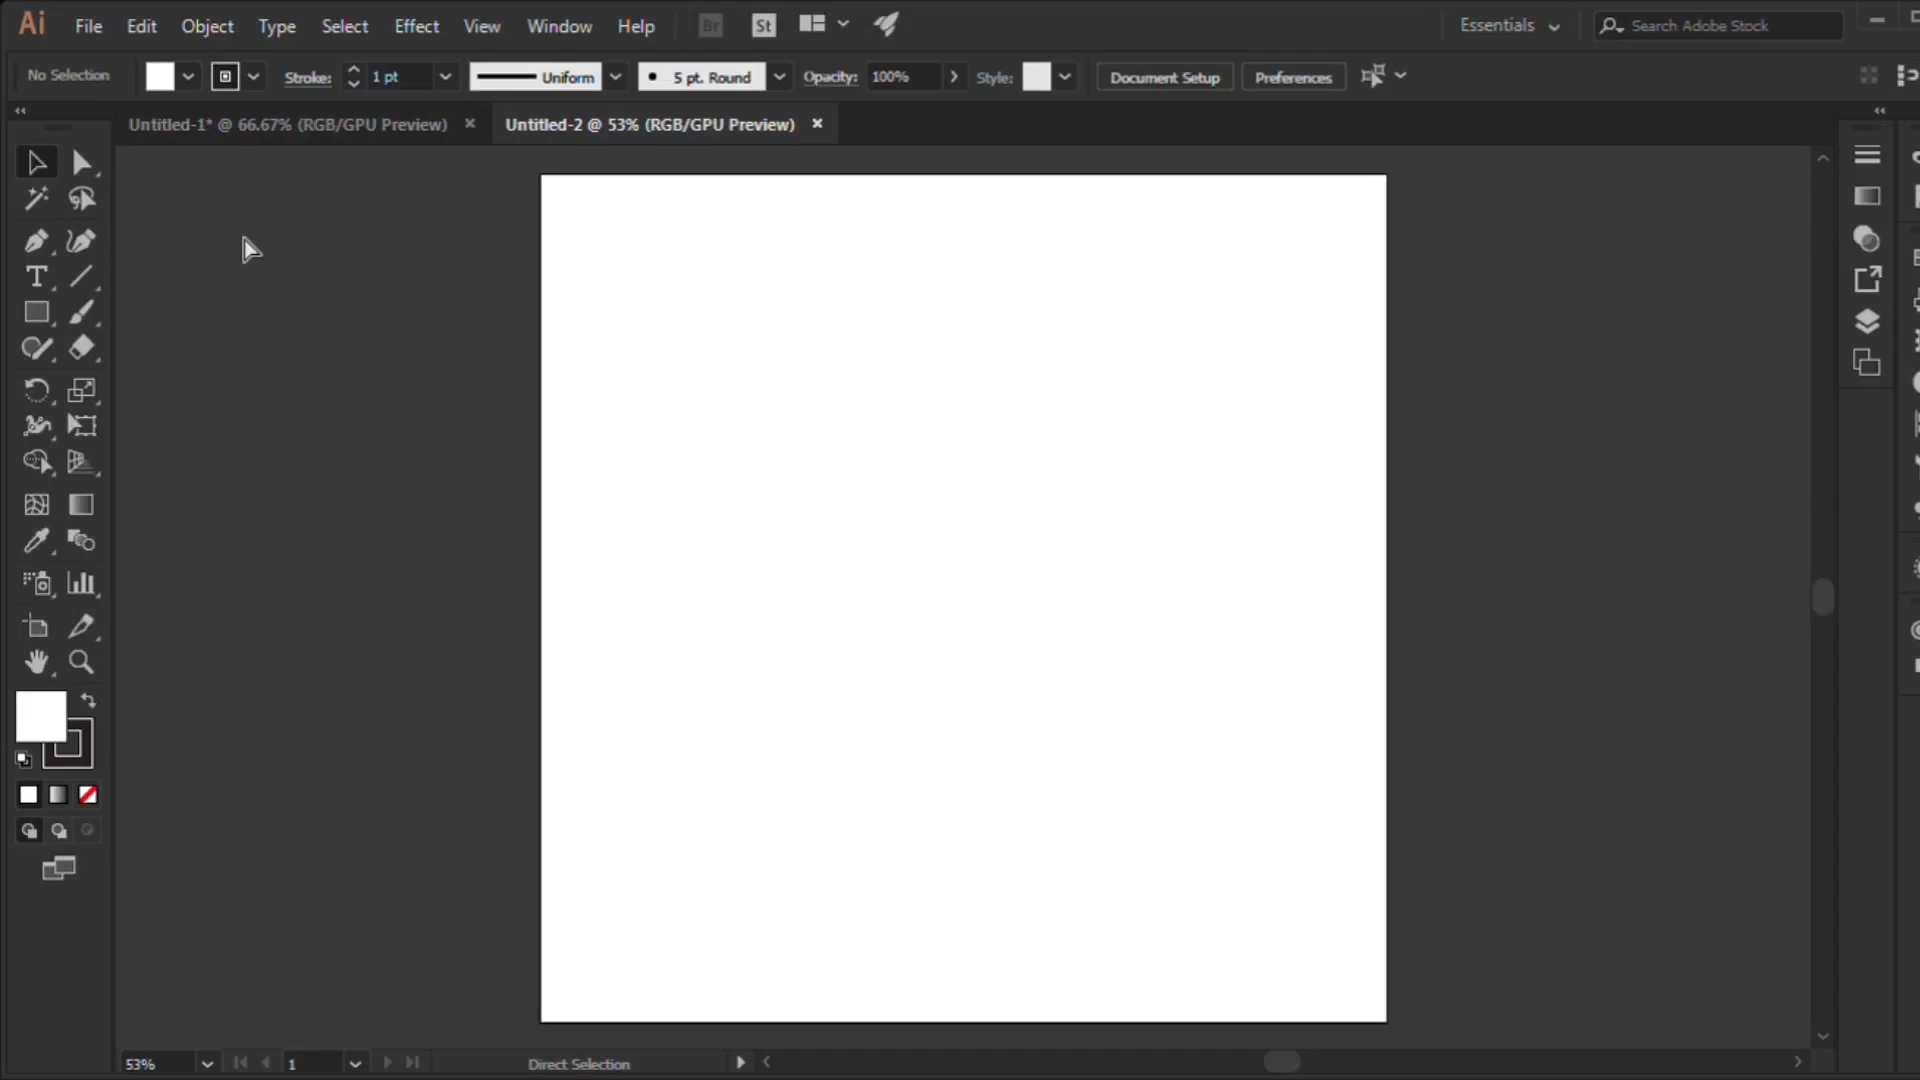 Ai File Edit Object Type Select Effect View Window Help Br St Essentials Search Adobe Stock
No Selection Stroke: 1 pt Uniform 5 pt. Round Opacity: 100% Style: Document Setup Preferences
Untitled-1* @ 66.67% (RGB/GPU Preview) × Untitled-2 @ 53% (RGB/GPU Preview) ×
53% 1 Direct Selection